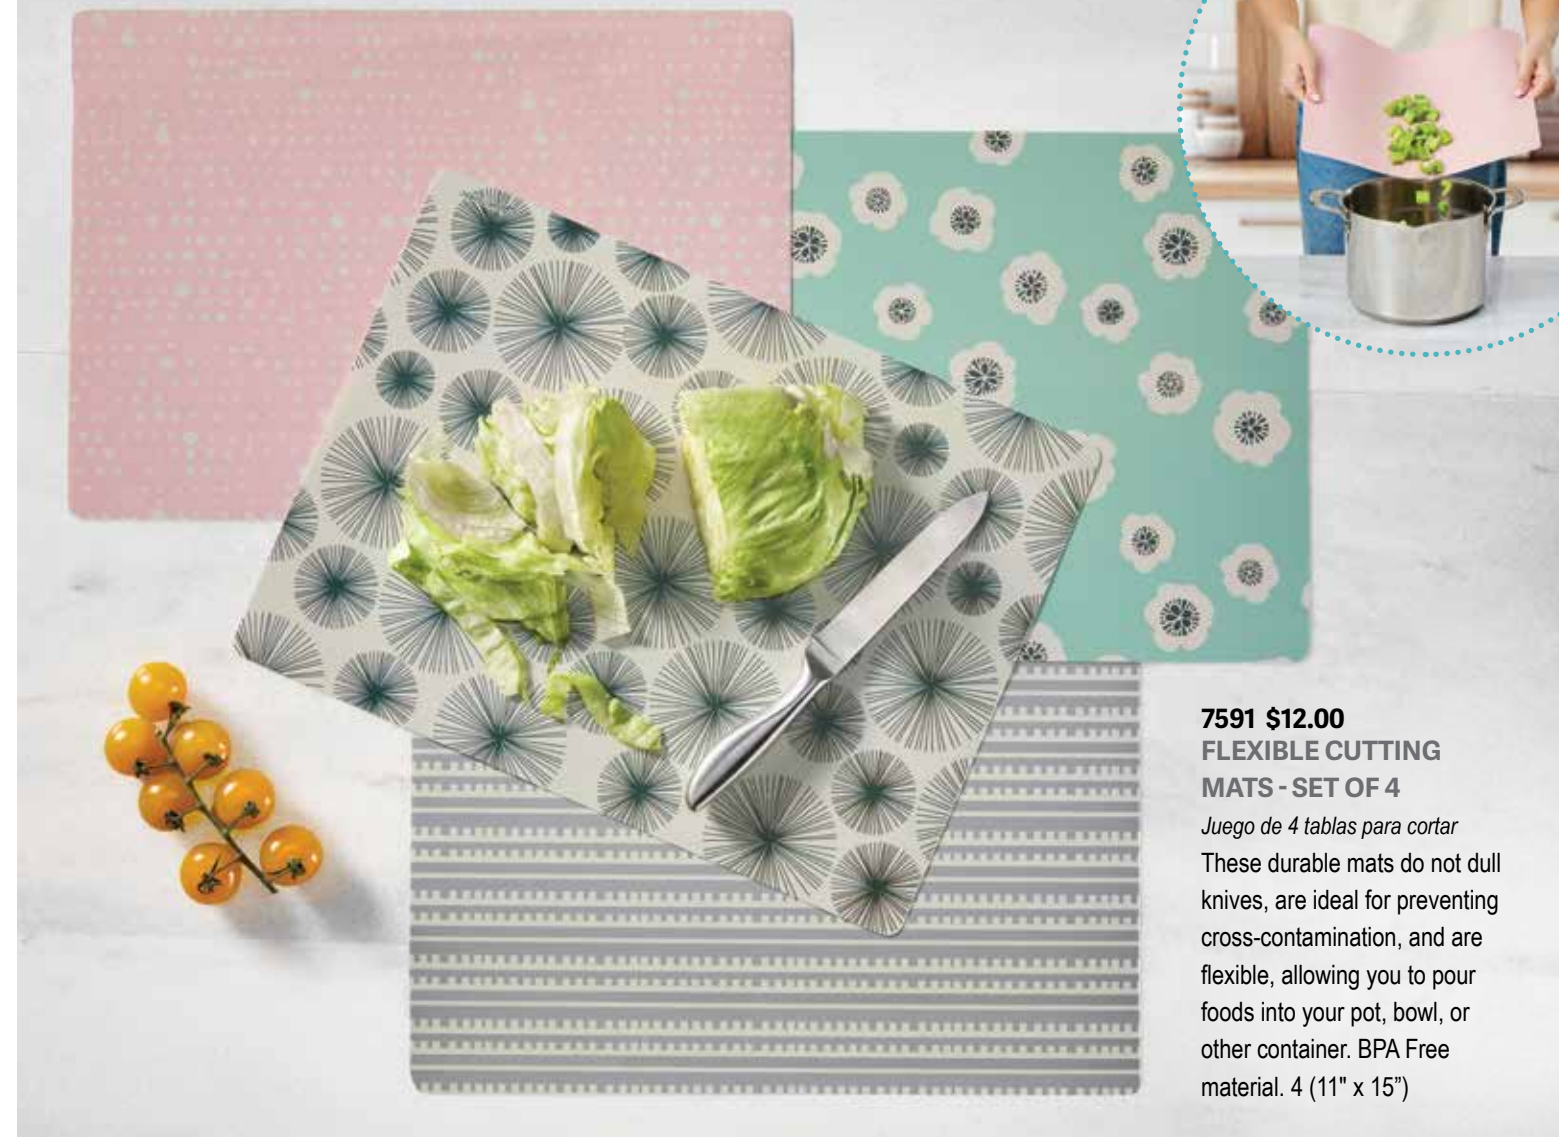 7591 $12.00
FLEXIBLE CUTTING
MATS - SET OF 4
Juego de 4 tablas para cortar
These durable mats do not dull
knives, are ideal for preventing
cross-contamination, and are
flexible, allowing you to pour
foods into your pot, bowl, or
other container. BPA Free
material. 4 (11" x 15”)